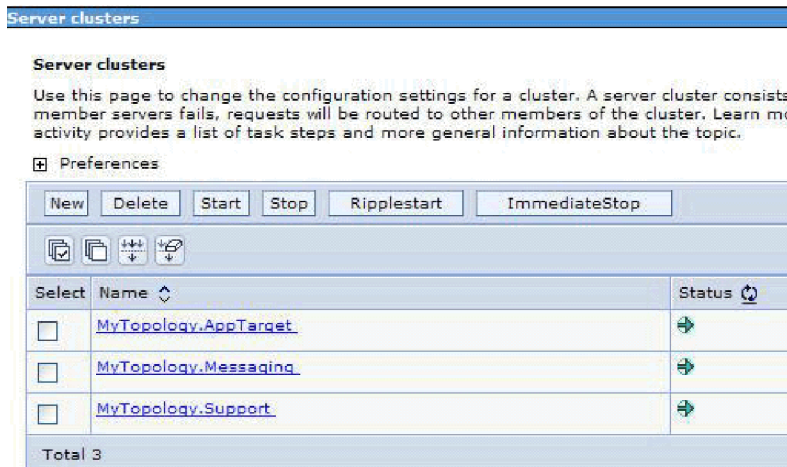 Server clusters
Server clusters
Use this page to change the configuration settings for a cluster. A server cluster consists
member servers fails, requests will be routed to other members of the cluster. Learn mo
activity provides a list of task steps and more general information about the topic.
Preferences
New Delete Start Stop Ripplestart ImmediateStop
Select Name Status
MyTopology.AppTarget
MyTopology.Messaging
MyTopology.Support
Total 3